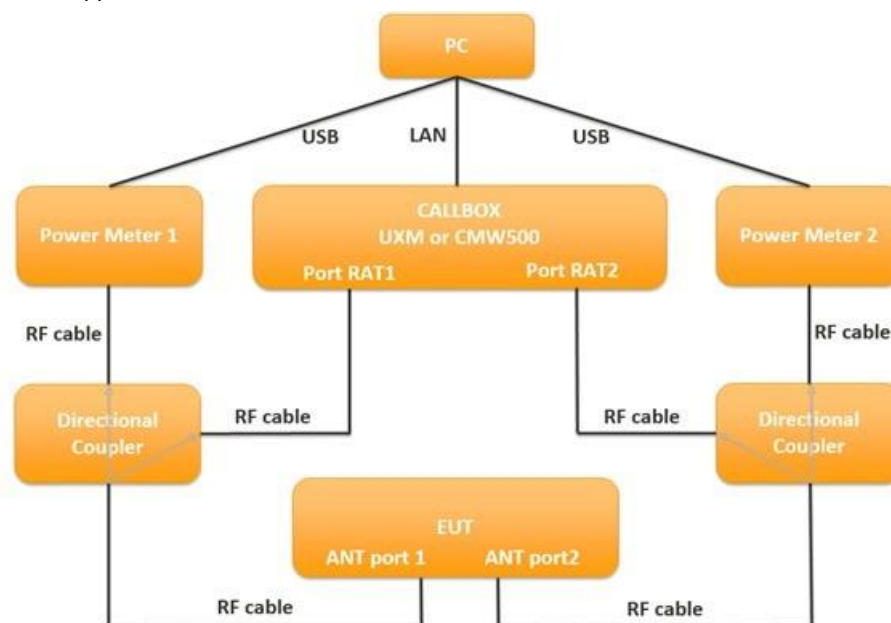 PC
USB
LAN
USB
Power Meter 1
CALLBOX
UXM or CMW500
Port RAT1
Port RAT2
Power Meter 2
RF cable
RF cable
Directional
Coupler
RF cable
RF cable
Directional
Coupler
EUT
ANT port 1
ANT port2
RF cable
RF cable